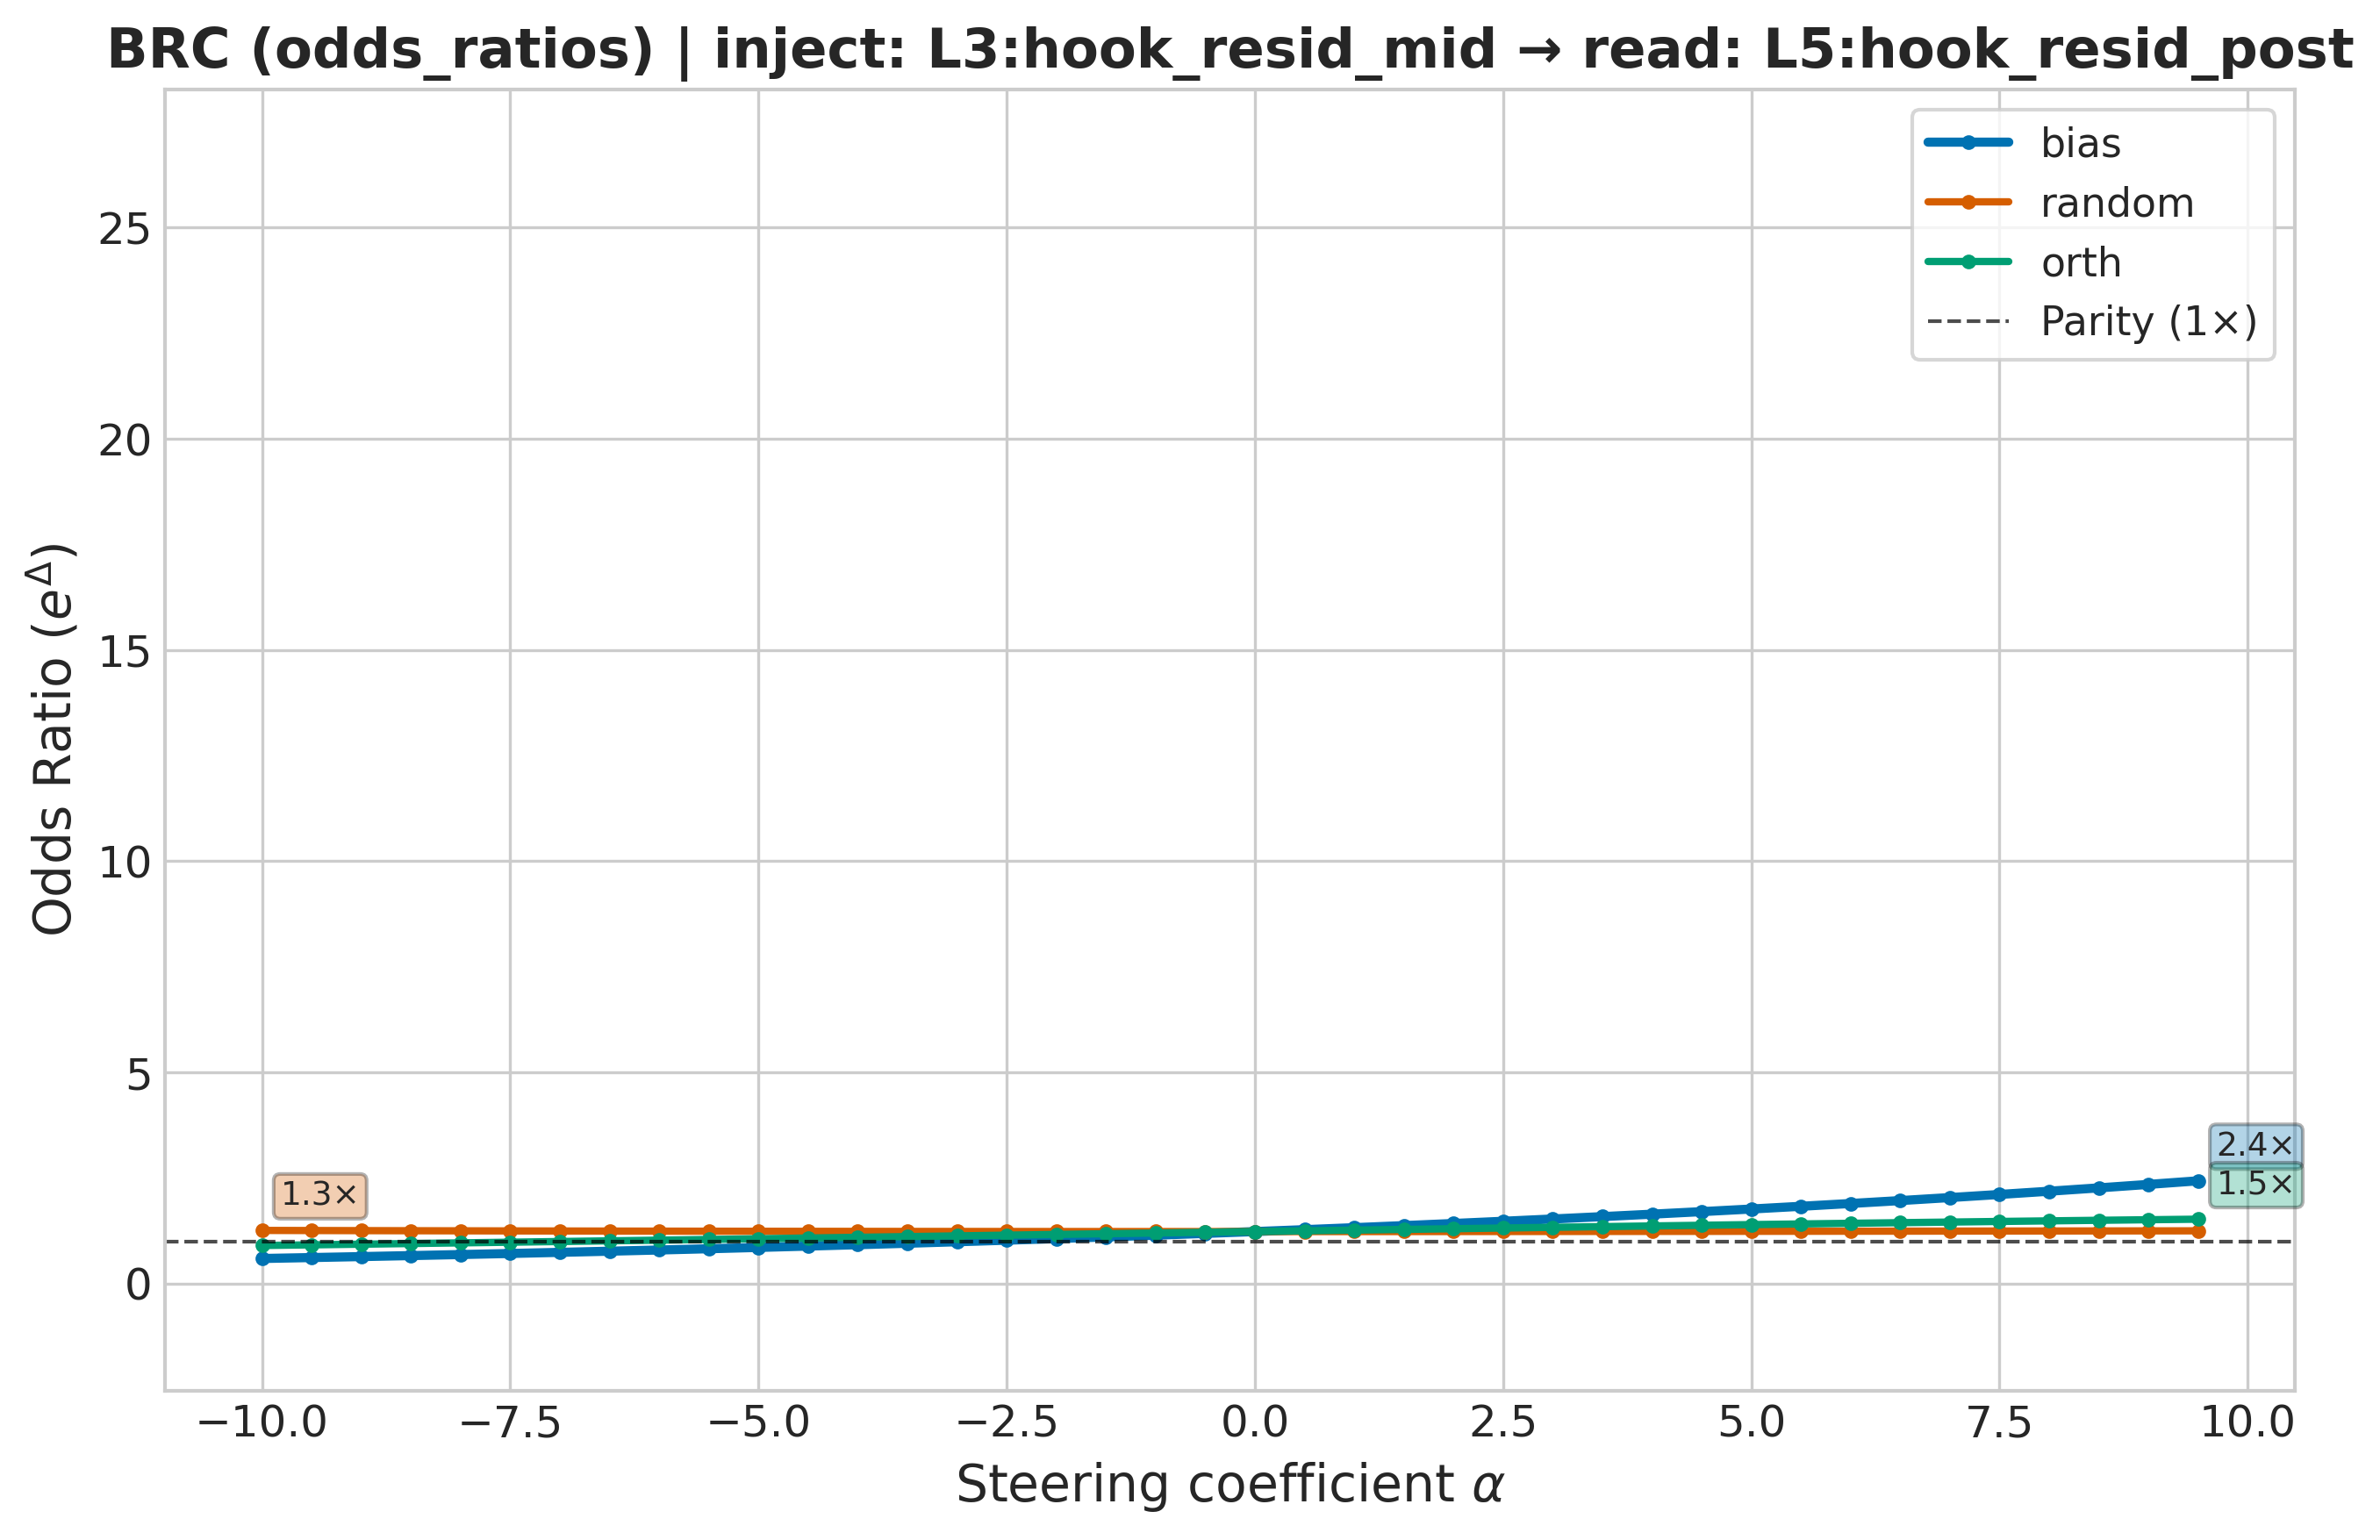 BRC (odds_ratios) | inject: L3:hook_resid_mid → read: L5:hook_resid_post
bias
random
orth
Parity (1×)
Odds Ratio (e^Δ)
25
20
15
10
5
0
1.3×
2.4×
1.5×
−10.0 −7.5 −5.0 −2.5 0.0 2.5 5.0 7.5 10.0
Steering coefficient α